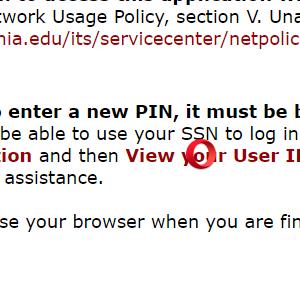 twork Usage Policy, section V. Una
nia.edu/its/servicecenter/netpolic
enter a new PIN, it must be b
be able to use your SSN to log in
tion and then View your User I
assistance.
se your browser when you are fin